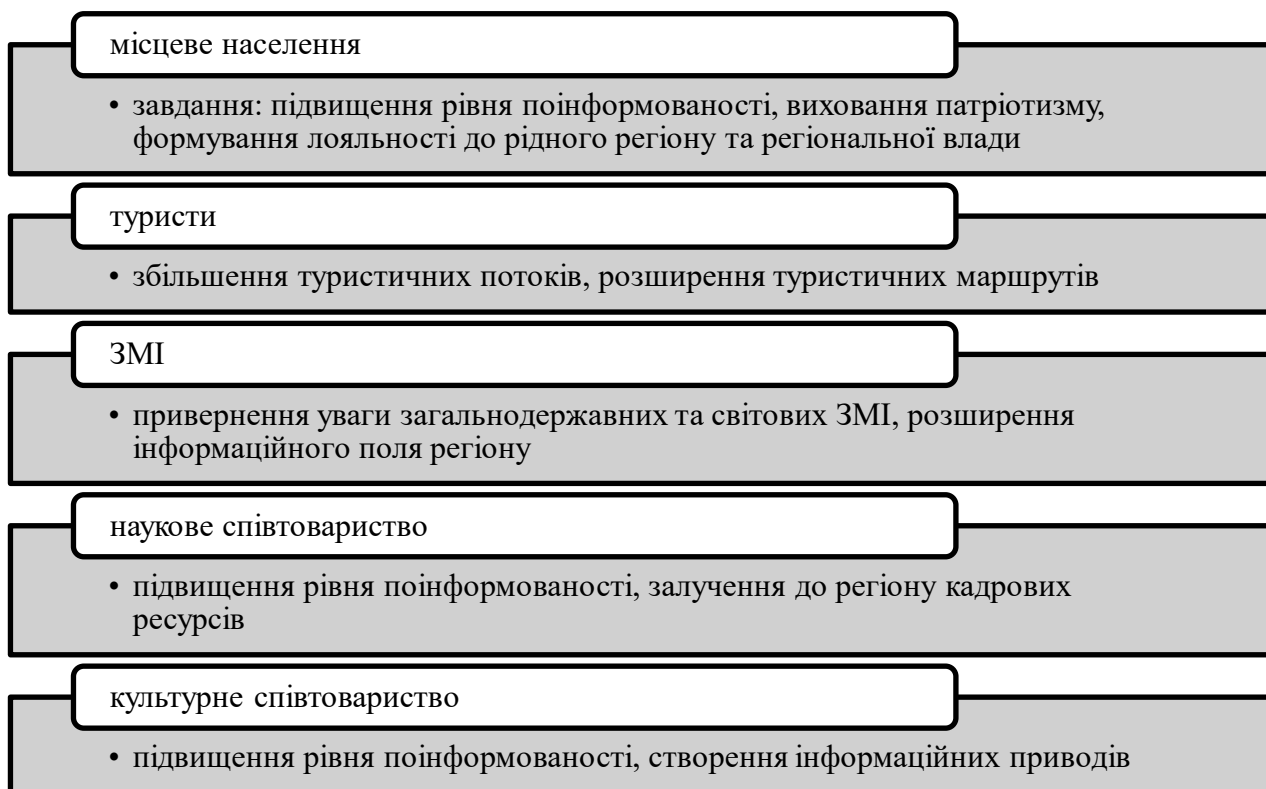 місцеве населення
• завдання: підвищення рівня поінформованості, виховання патріотизму,
формування лояльності до рідного регіону та регіональної влади
туристи
• збільшення туристичних потоків, розширення туристичних маршрутів
ЗМІ
• привернення уваги загальнодержавних та світових ЗМІ, розширення
інформаційного поля регіону
наукове співтовариство
• підвищення рівня поінформованості, залучення до регіону кадрових
ресурсів
культурне співтовариство
• підвищення рівня поінформованості, створення інформаційних приводів